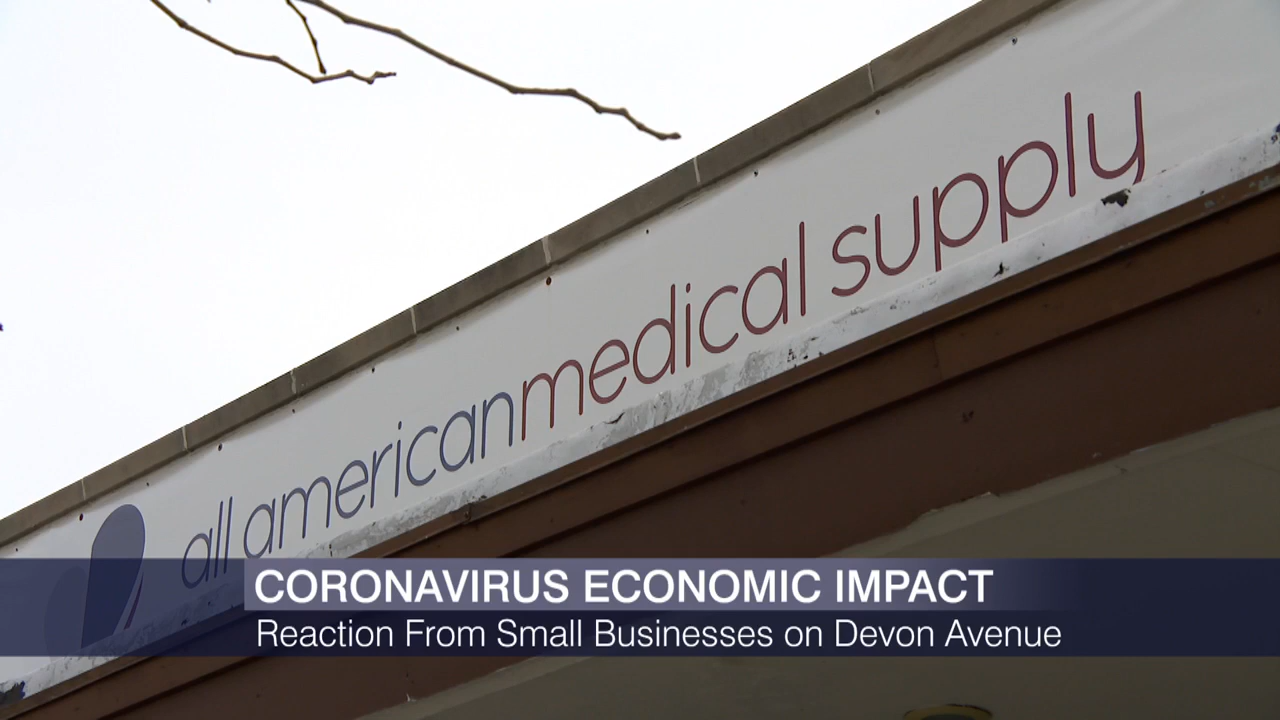 all americanmedical supply
CORONAVIRUS ECONOMIC IMPACT
Reaction From Small Businesses on Devon Avenue